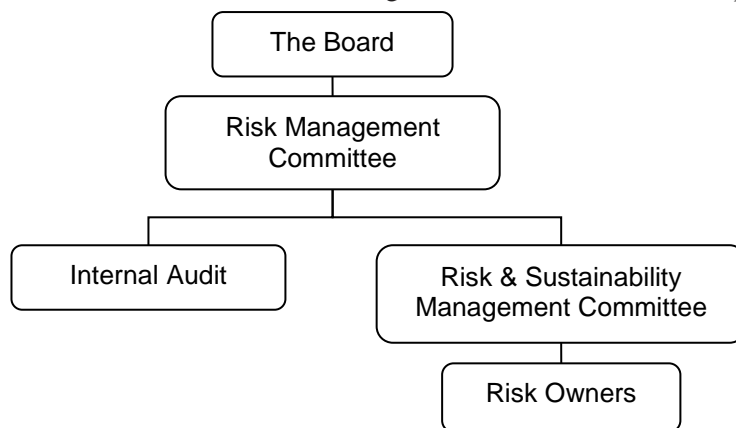 The Board
Risk Management
Committee
Internal Audit
Risk & Sustainability
Management Committee
Risk Owners